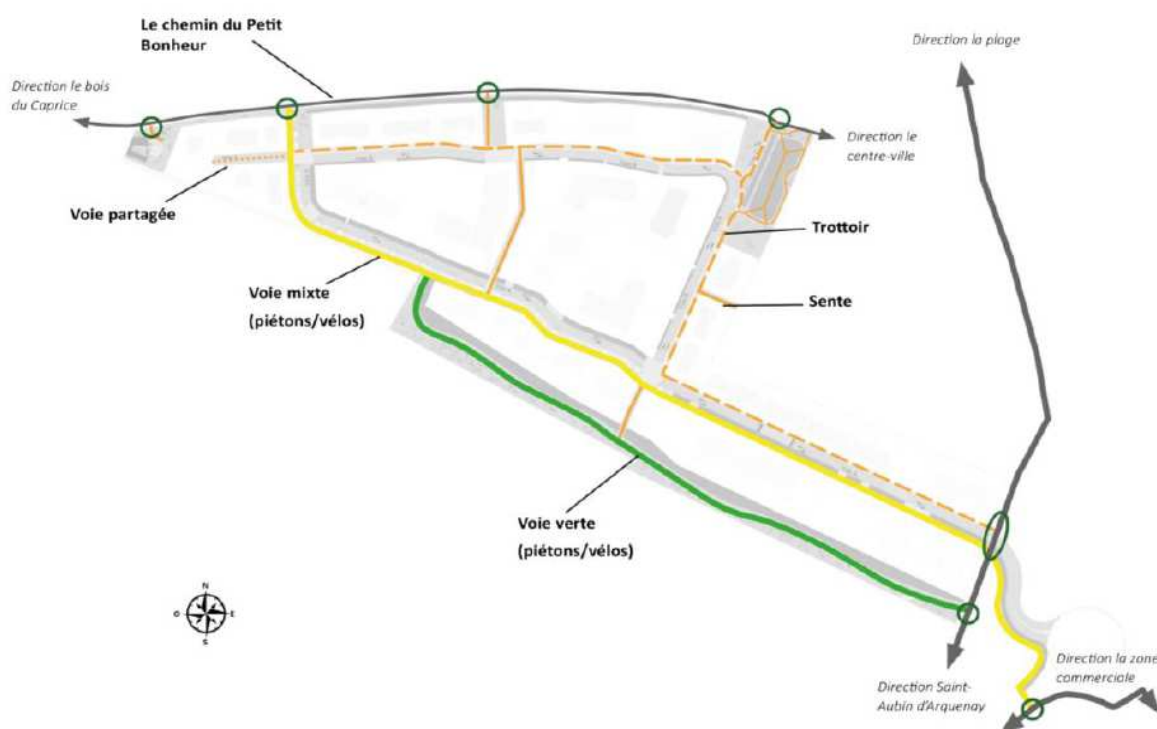 Le chemin du Petit
Bonheur
Direction la plage
Direction le bois
du Caprice
Direction le
centre-ville
Voie partagée
Trottoir
Voie mixte
(piétons/vélos)
Sente
Voie verte
(piétons/vélos)
N
O
E
S
Direction la zone
commerciale
Direction Saint-
Aubin d'Arquenay